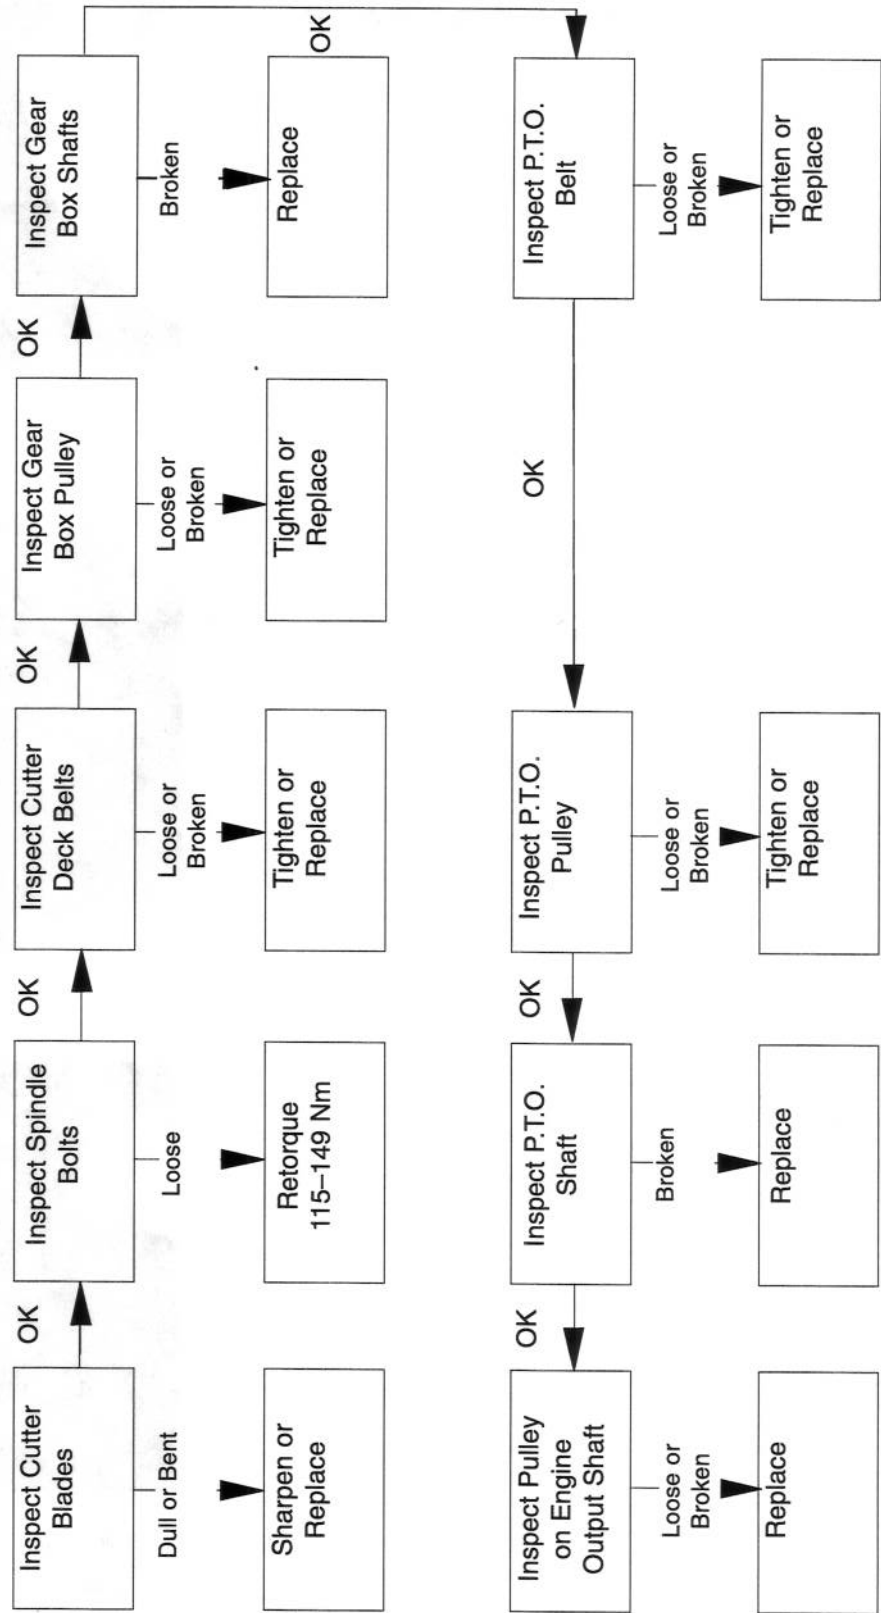 Inspect Cutter
Blades
OK
Inspect Spindle
Bolts
OK
Inspect Cutter
Deck Belts
OK
Inspect Gear
Box Pulley
OK
Inspect Gear
Box Shafts
Dull or Bent
Loose
Loose or
Broken
Loose or
Broken
Broken
Sharpen or
Replace
Retorque
115–149 Nm
Tighten or
Replace
Tighten or
Replace
Replace
OK
Inspect Pulley
on Engine
Output Shaft
OK
Inspect P.T.O.
Shaft
OK
Inspect P.T.O.
Pulley
OK
Inspect P.T.O.
Belt
Loose or
Broken
Broken
Loose or
Broken
Loose or
Broken
Replace
Replace
Tighten or
Replace
Tighten or
Replace